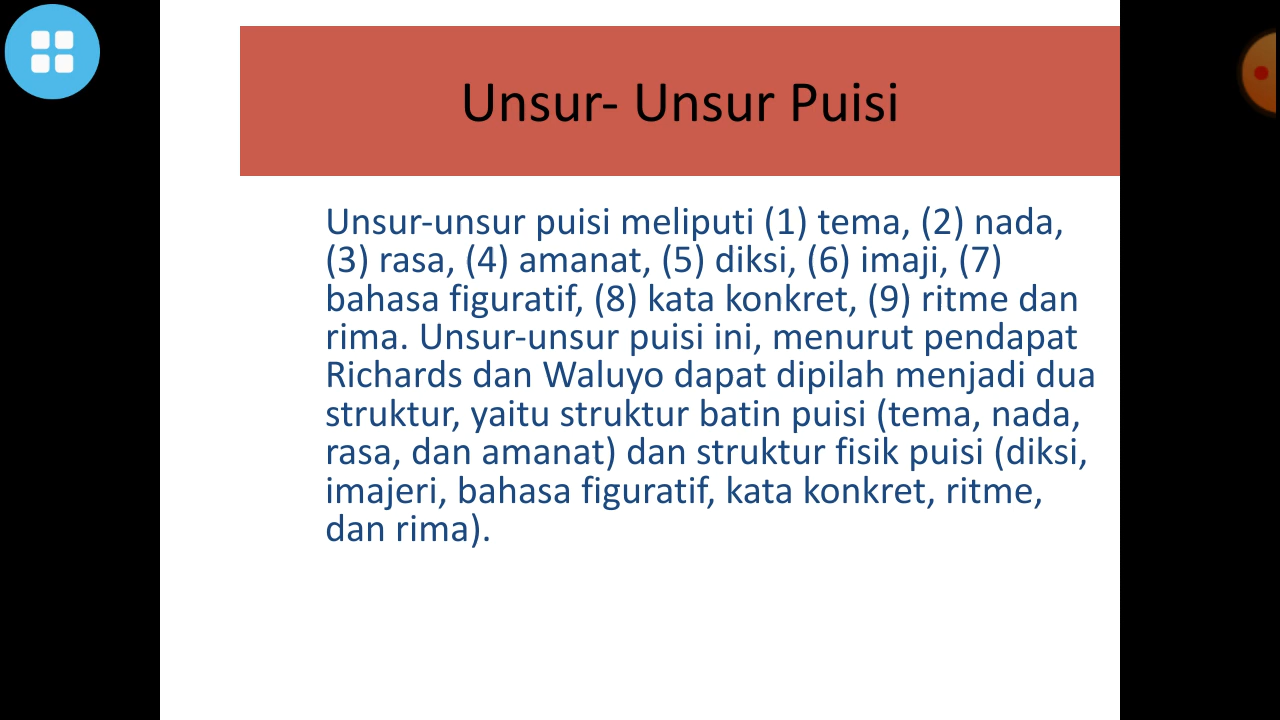 Unsur- Unsur Puisi
Unsur-unsur puisi meliputi (1) tema, (2) nada,
(3) rasa, (4) amanat, (5) diksi, (6) imaji, (7)
bahasa figuratif, (8) kata konkret, (9) ritme dan
rima. Unsur-unsur puisi ini, menurut pendapat
Richards dan Waluyo dapat dipilah menjadi dua
struktur, yaitu struktur batin puisi (tema, nada,
rasa, dan amanat) dan struktur fisik puisi (diksi,
imajeri, bahasa figuratif, kata konkret, ritme,
dan rima).